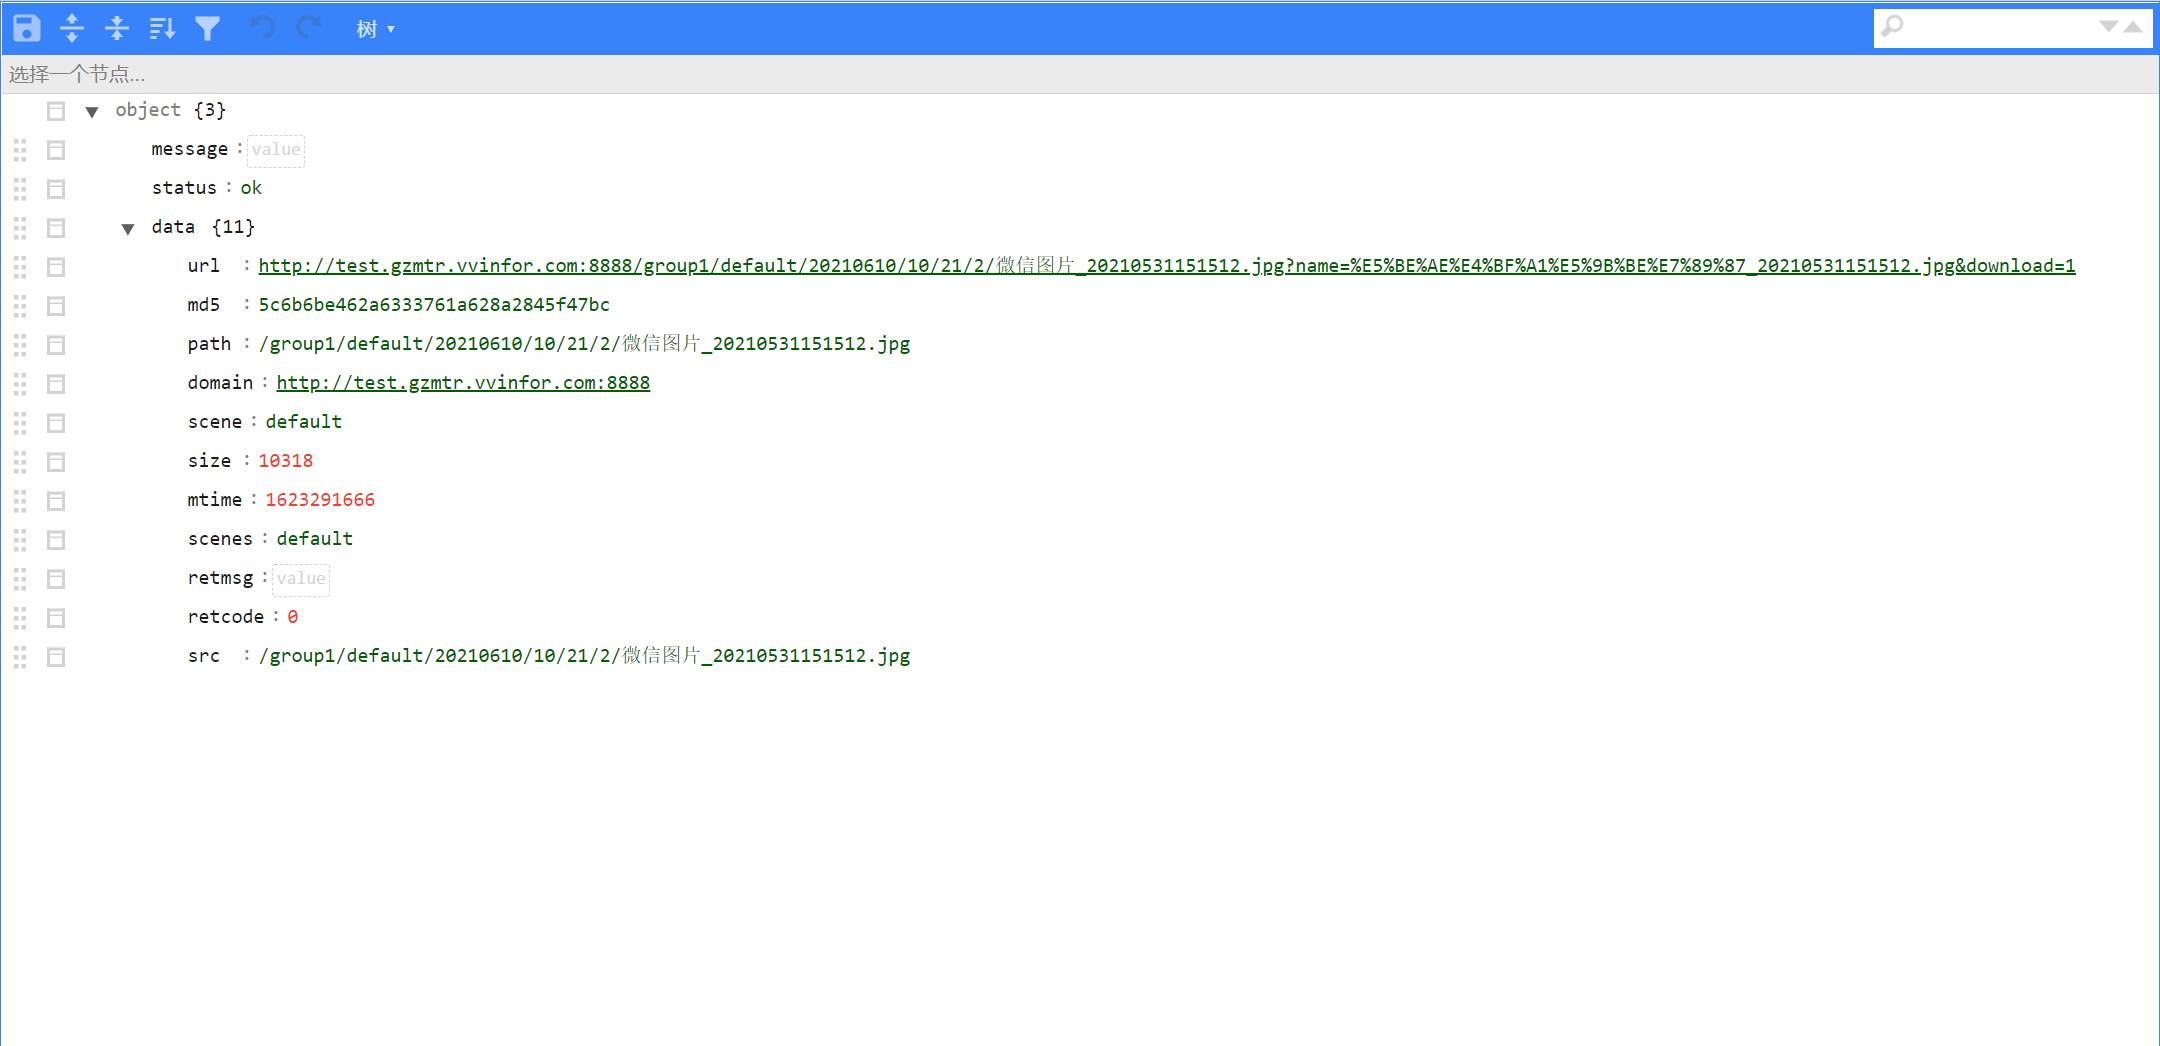 树 ▾
选择一个节点...
▼ object {3}
message : value
status : ok
▼ data {11}
url : http://test.gzmtr.vvinfor.com:8888/group1/default/20210610/10/21/2/微信图片_20210531151512.jpg?name=%E5%BE%AE%E4%BF%A1%E5%9B%BE%E7%89%87_20210531151512.jpg&download=1
md5 : 5c6b6be462a6333761a628a2845f47bc
path : /group1/default/20210610/10/21/2/微信图片_20210531151512.jpg
domain : http://test.gzmtr.vvinfor.com:8888
scene : default
size : 10318
mtime : 1623291666
scenes : default
retmsg : value
retcode : 0
src : /group1/default/20210610/10/21/2/微信图片_20210531151512.jpg